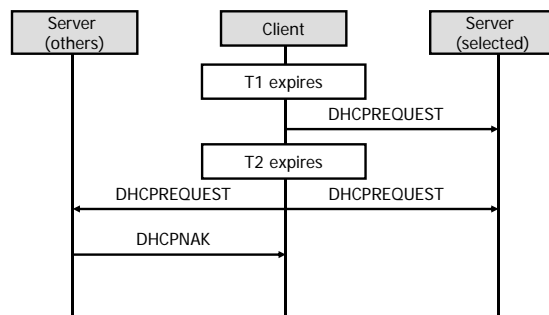 Server
(others)
Client
Server
(selected)
T1 expires
DHCPREQUEST
T2 expires
DHCPREQUEST
DHCPREQUEST
DHCPNAK